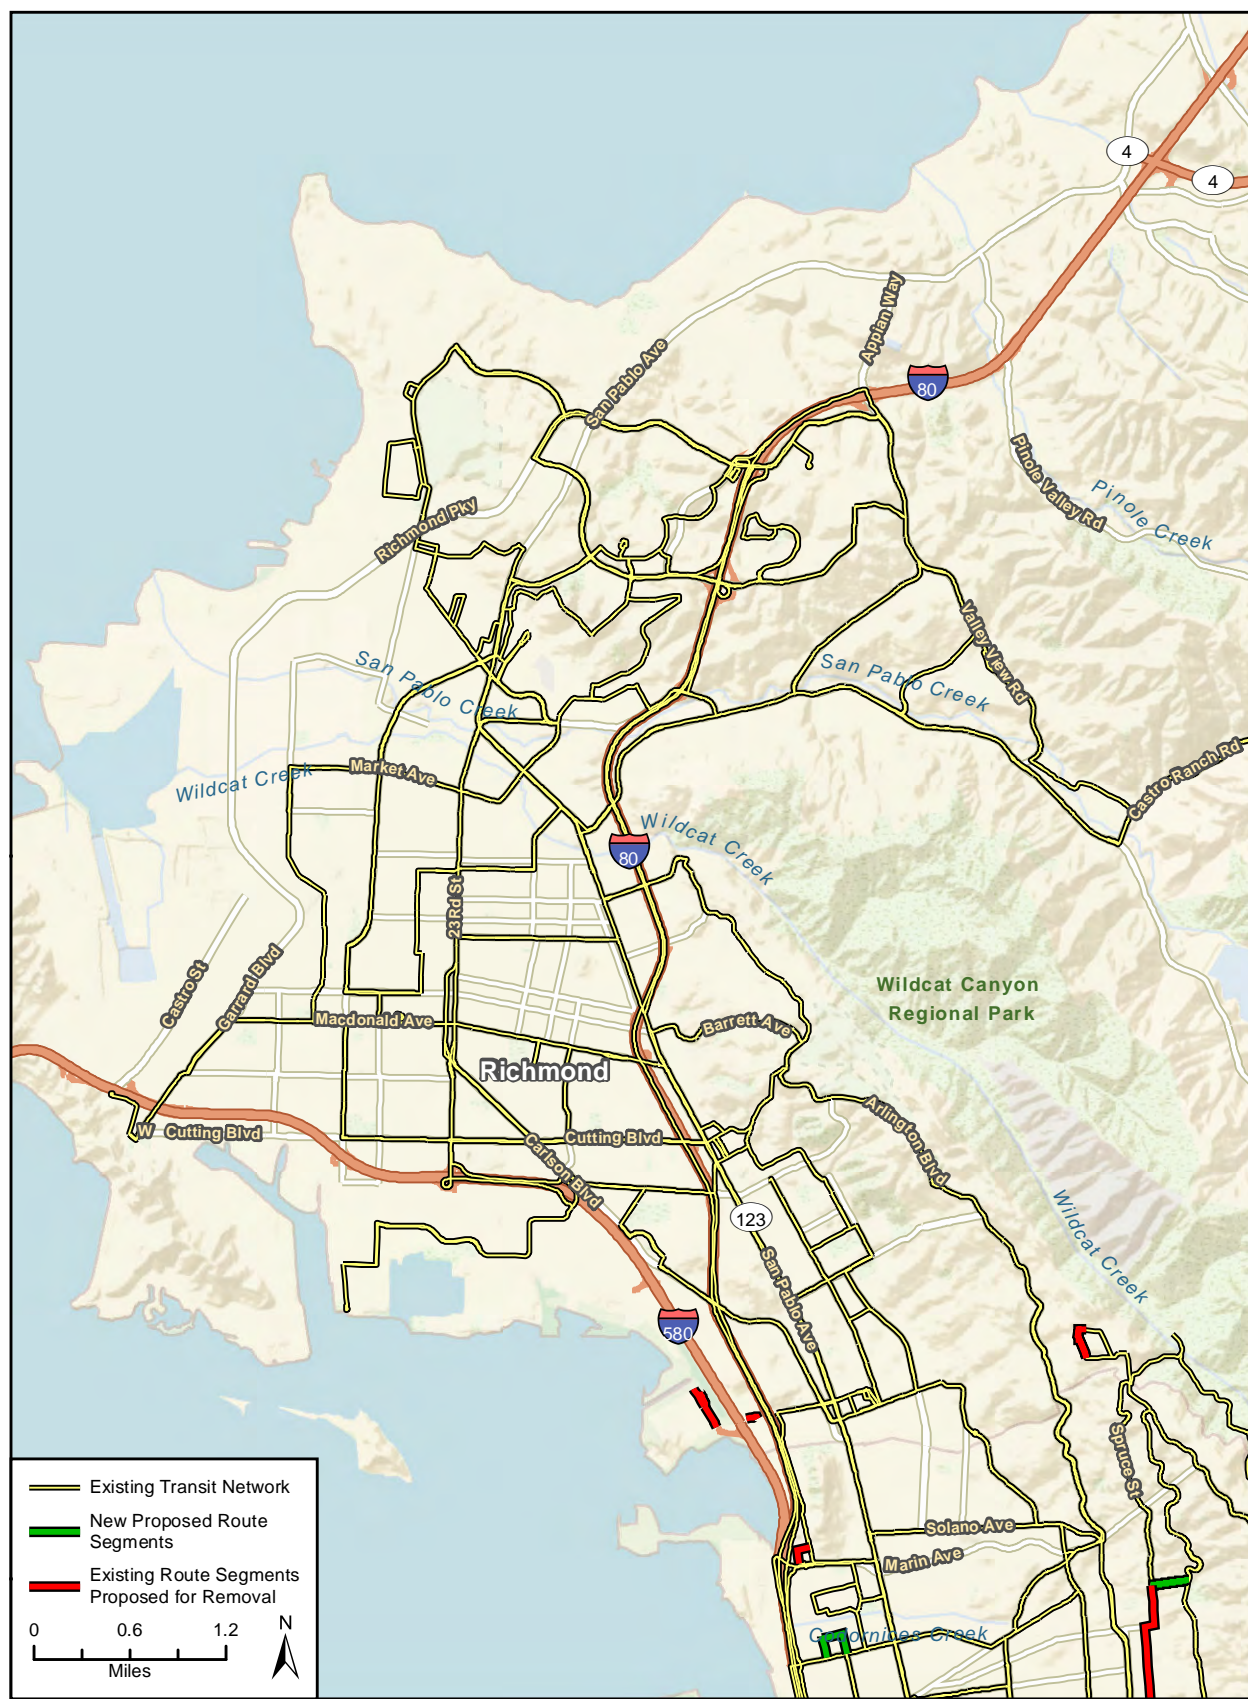 4
4
Appian Way
80
San Pablo Ave
Pinole Valley Rd
Pinole Creek
Richmond Pky
Valley View Rd
San Pablo Creek
San Pablo Creek
Castro Ranch Rd
Market Ave
Wildcat Creek
Wildcat Creek
80
23Rd St
Castro St
Garrard Blvd
Wildcat Canyon
Regional Park
Macdonald Ave
Barrett Ave
Richmond
Arlington Blvd
W Cutting Blvd
Cutting Blvd
Carlson Blvd
123
Wildcat Creek
San Pablo Ave
580
Spruce St
Solano Ave
Marin Ave
Codornices Creek
Existing Transit Network
New Proposed Route
Segments
Existing Route Segments
Proposed for Removal
N
0 0.6 1.2
Miles